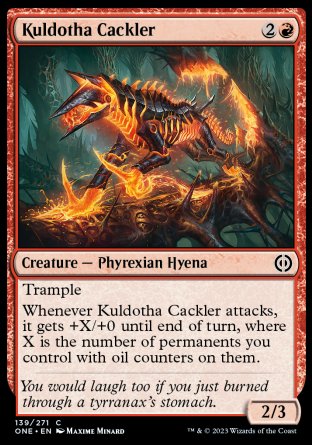 Kuldotha Cackler 2
Creature — Phyrexian Hyena
Trample
Whenever Kuldotha Cackler attacks,
it gets +X/+0 until end of turn, where
X is the number of permanents you
control with oil counters on them.
You would laugh too if you just burned
through a tyrranax's stomach.
2/3
139/271 C
ONE • EN Maxime Minard
™ & © 2023 Wizards of the Coast